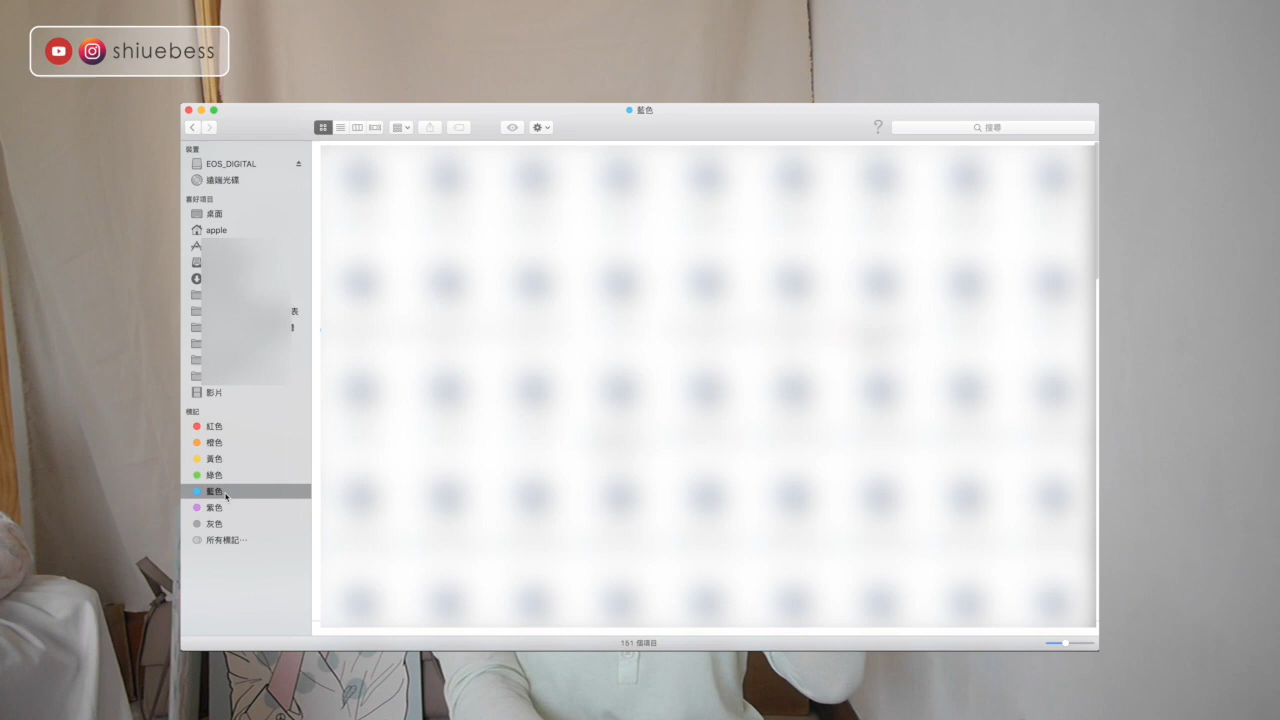 shiuebess
藍色
搜尋
裝置
EOS_DIGITAL
遠端光碟
喜好項目
桌面
apple
表
影片
標記
紅色
橙色
黃色
綠色
藍色
紫色
灰色
所有標記⋯
151 個項目